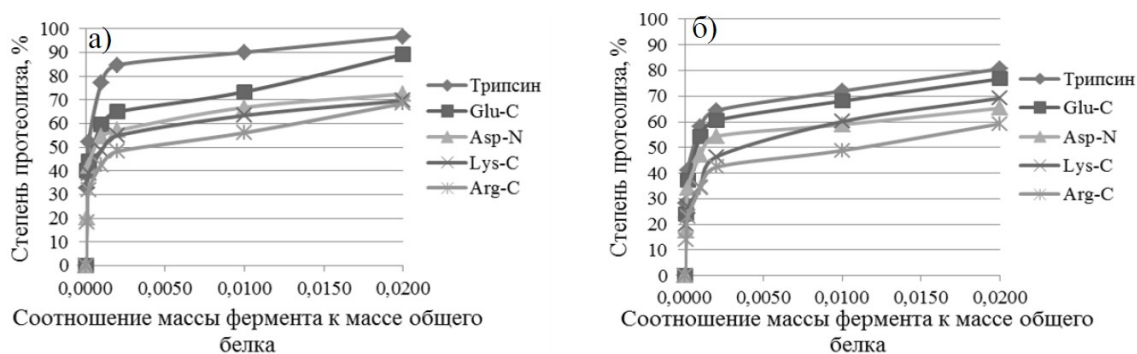 а)
Степень протеолиза, %
100
90
80
70
60
50
40
30
20
10
0
0,0000 0,0050 0,0100 0,0150 0,0200
Соотношение массы фермента к массе общего
белка
Трипсин
Glu-C
Asp-N
Lys-C
Arg-C
б)
Степень протеолиза, %
100
90
80
70
60
50
40
30
20
10
0
0,0000 0,0050 0,0100 0,0150 0,0200
Соотношение массы фермента к массе общего
белка
Трипсин
Glu-C
Asp-N
Lys-C
Arg-C